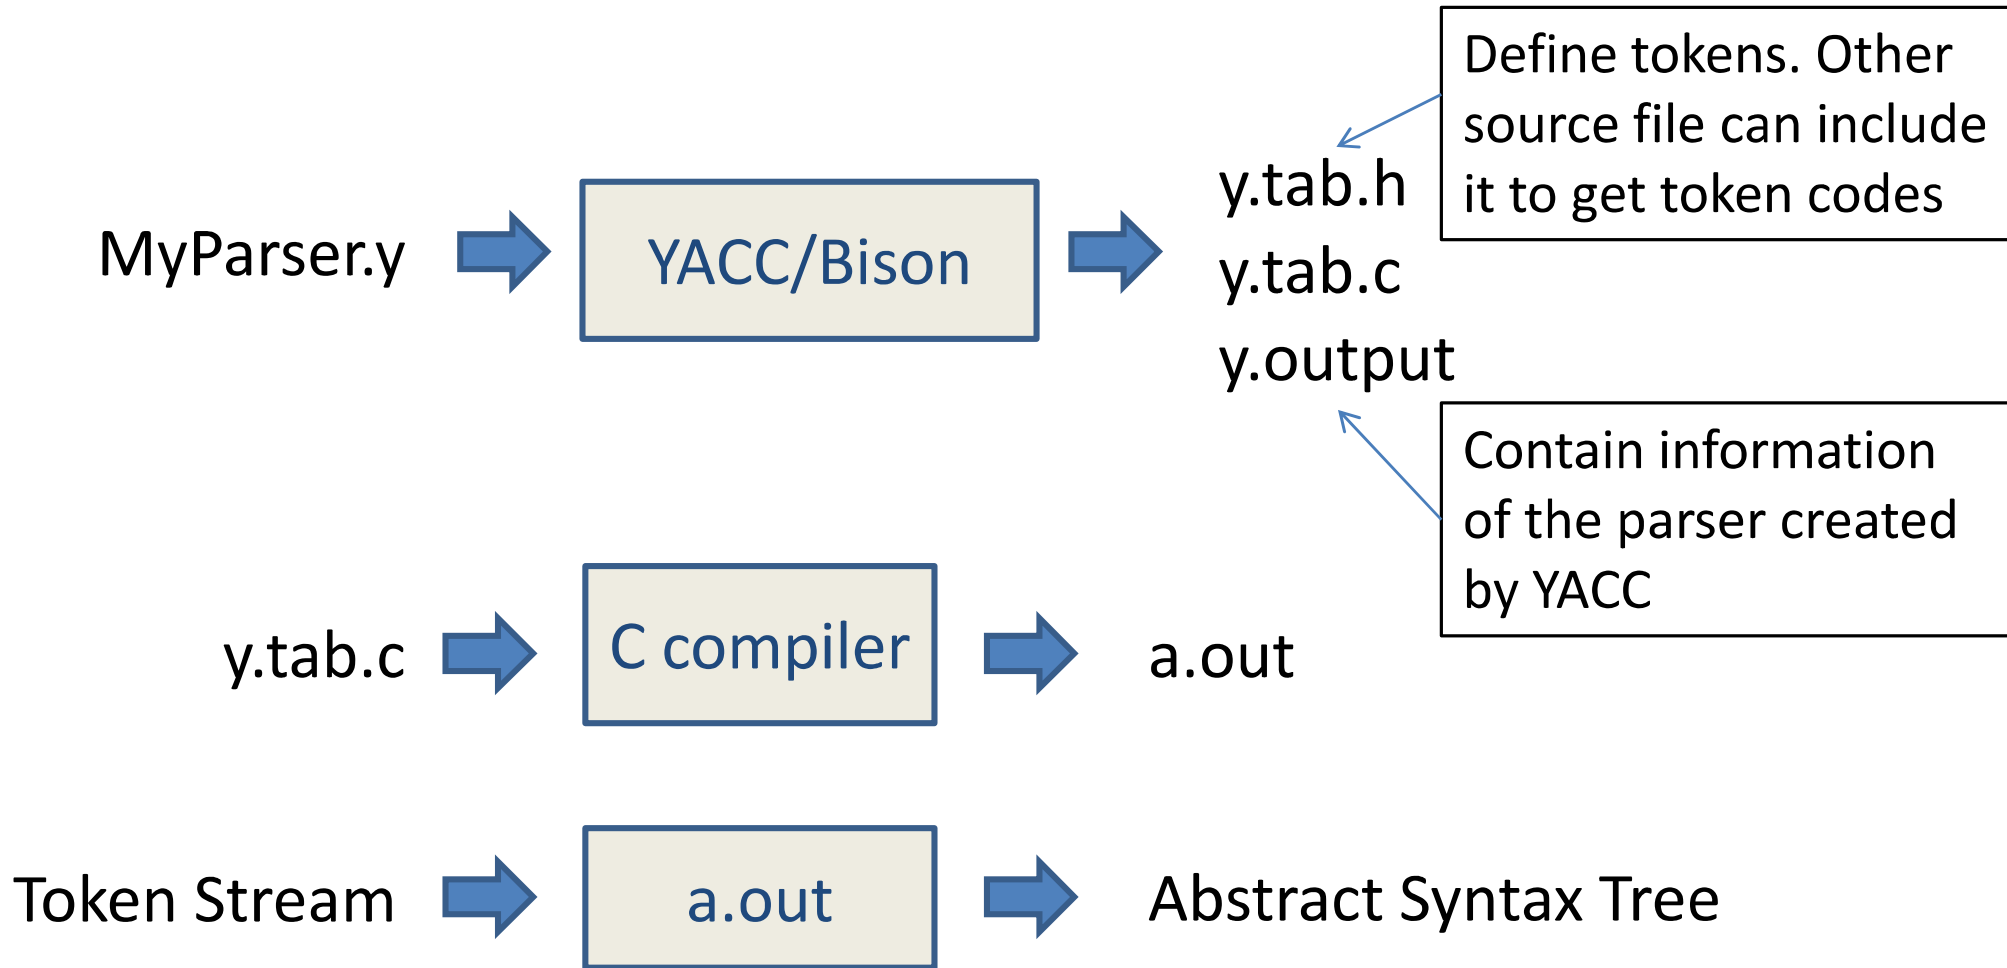 Define tokens. Other
source file can include
it to get token codes
MyParser.y
YACC/Bison
y.tab.h
y.tab.c
y.output
Contain information
of the parser created
by YACC
y.tab.c
C compiler
a.out
Token Stream
a.out
Abstract Syntax Tree